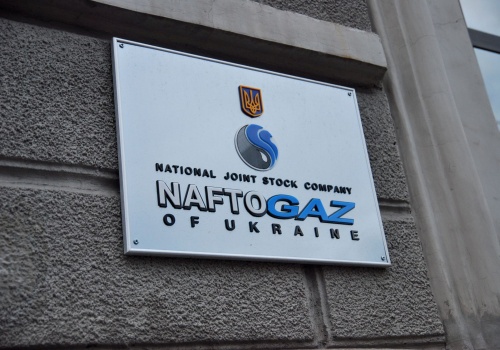 NATIONAL JOINT STOCK COMPANY
NAFTOGAZ
OF UKRAINE